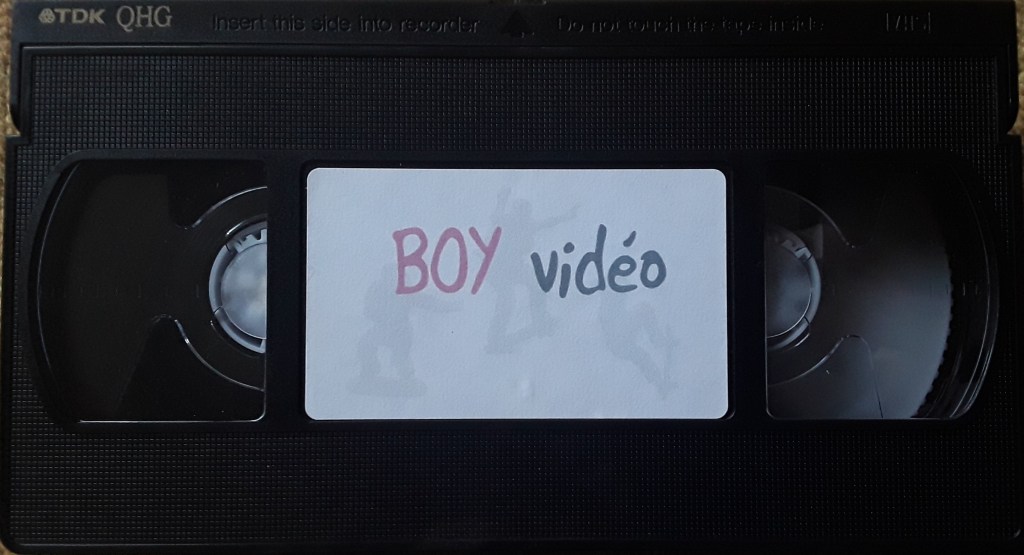 TDK QHG Insert this side into recorder Do not touch the tape inside VHS
BOY vidéo